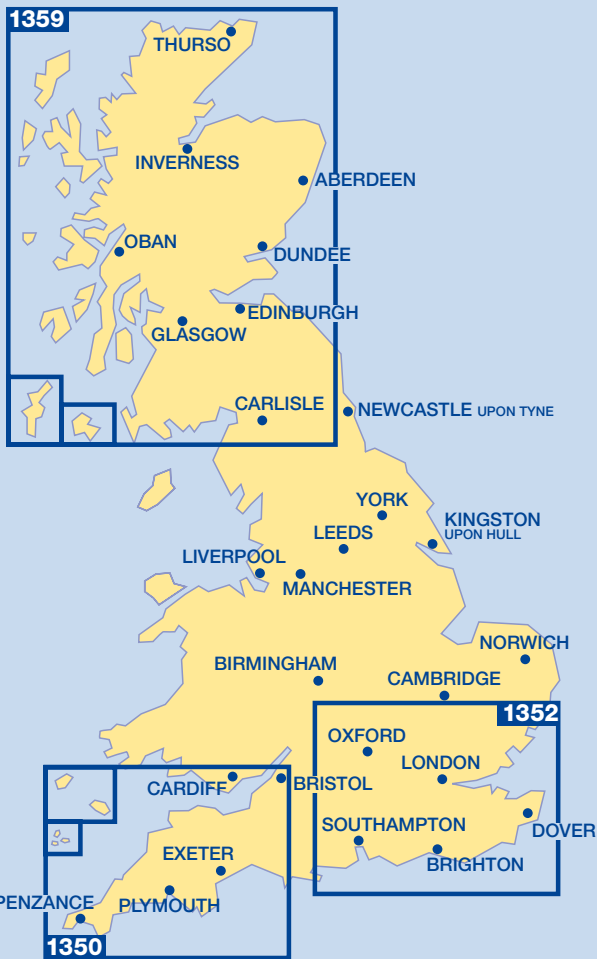 1359
THURSO
INVERNESS
ABERDEEN
OBAN
DUNDEE
EDINBURGH
GLASGOW
CARLISLE
NEWCASTLE UPON TYNE
YORK
KINGSTON
UPON HULL
LEEDS
LIVERPOOL
MANCHESTER
NORWICH
BIRMINGHAM
CAMBRIDGE
1352
OXFORD
LONDON
CARDIFF
BRISTOL
SOUTHAMPTON
DOVER
EXETER
BRIGHTON
PENZANCE
PLYMOUTH
1350